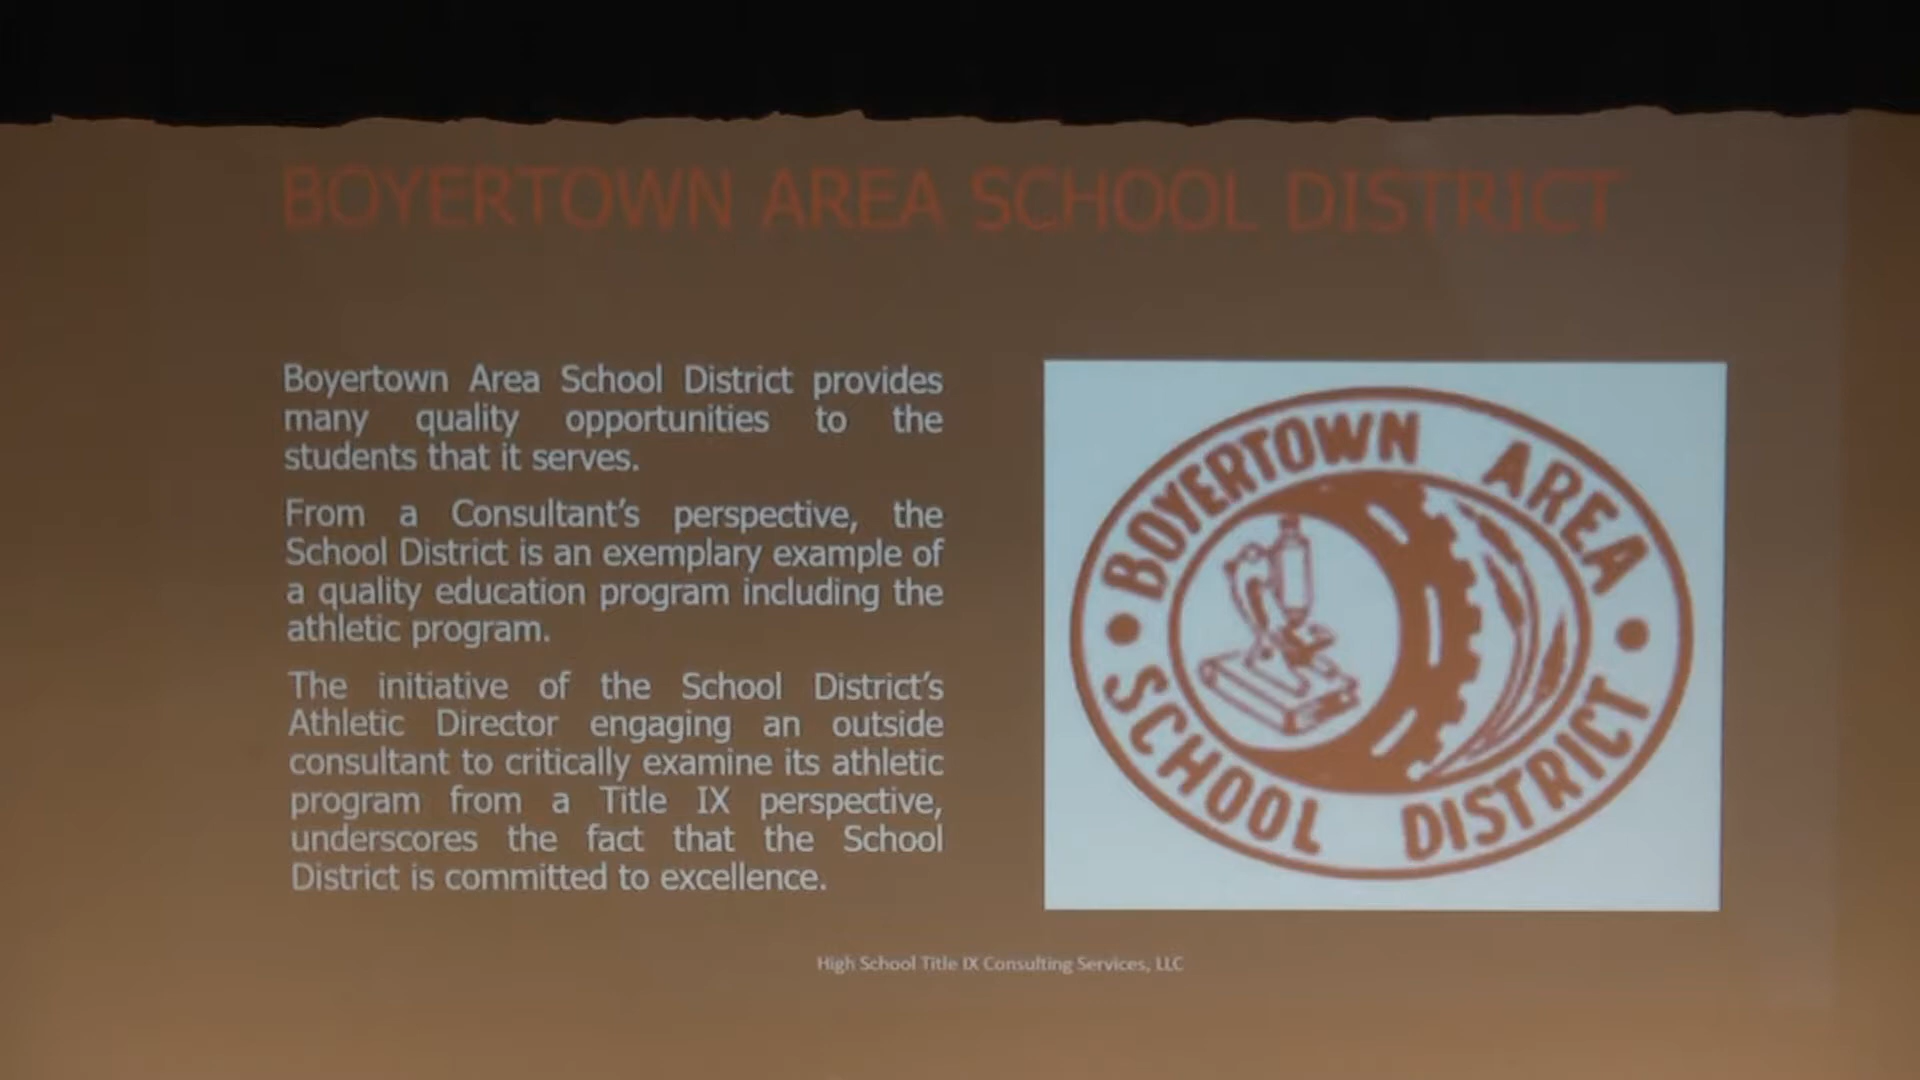 BOYERTOWN AREA SCHOOL DISTRICT
Boyertown Area School District provides
many quality opportunities to the
students that it serves.
From a Consultant's perspective, the
School District is an exemplary example of
a quality education program including the
athletic program.
The initiative of the School District's
Athletic Director engaging an outside
consultant to critically examine its athletic
program from a Title IX perspective,
underscores the fact that the School
District is committed to excellence.
BOYERTOWN AREA
SCHOOL DISTRICT
High School Title IX Consulting Services, LLC